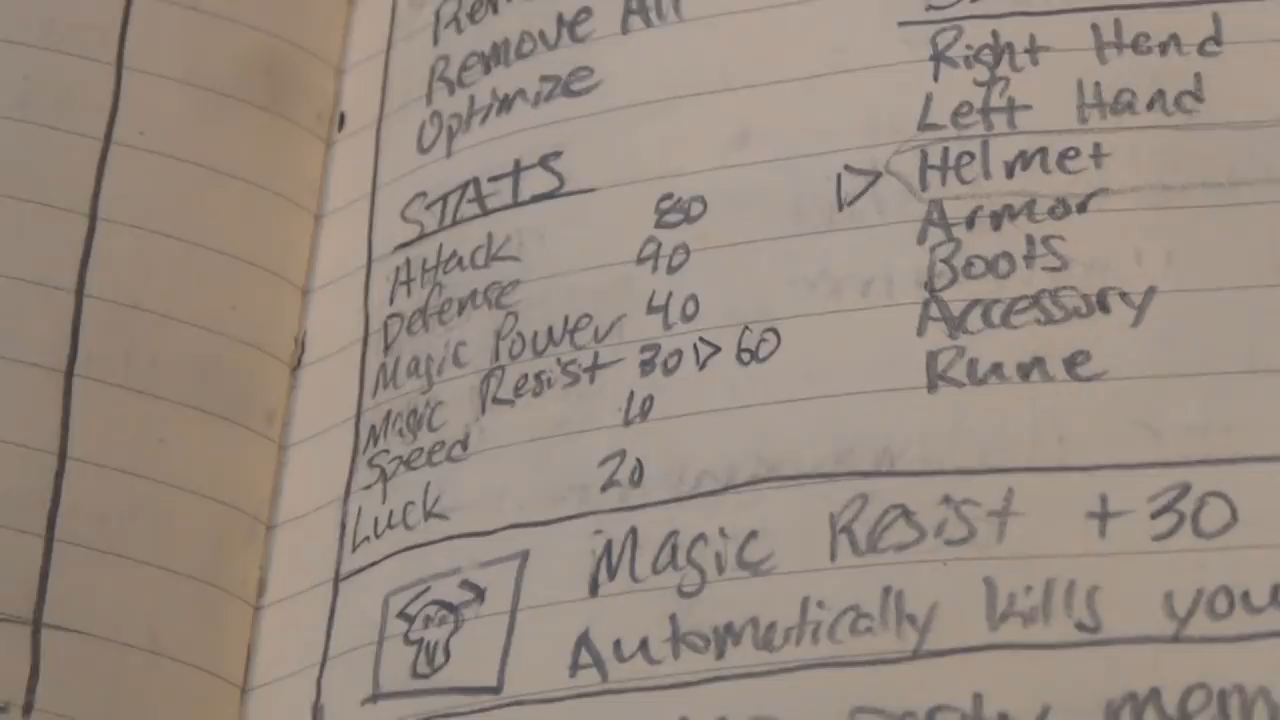 Remove All
Optimize
STATS
Attack 80
Defense 90
Magic Power 40
Magic Resist 30 ▷ 60
Speed 10
Luck 20
Right Hand
Left Hand
▷ Helmet
Armor
Boots
Accessory
Rune
Magic Resist +30
Automatically kills you